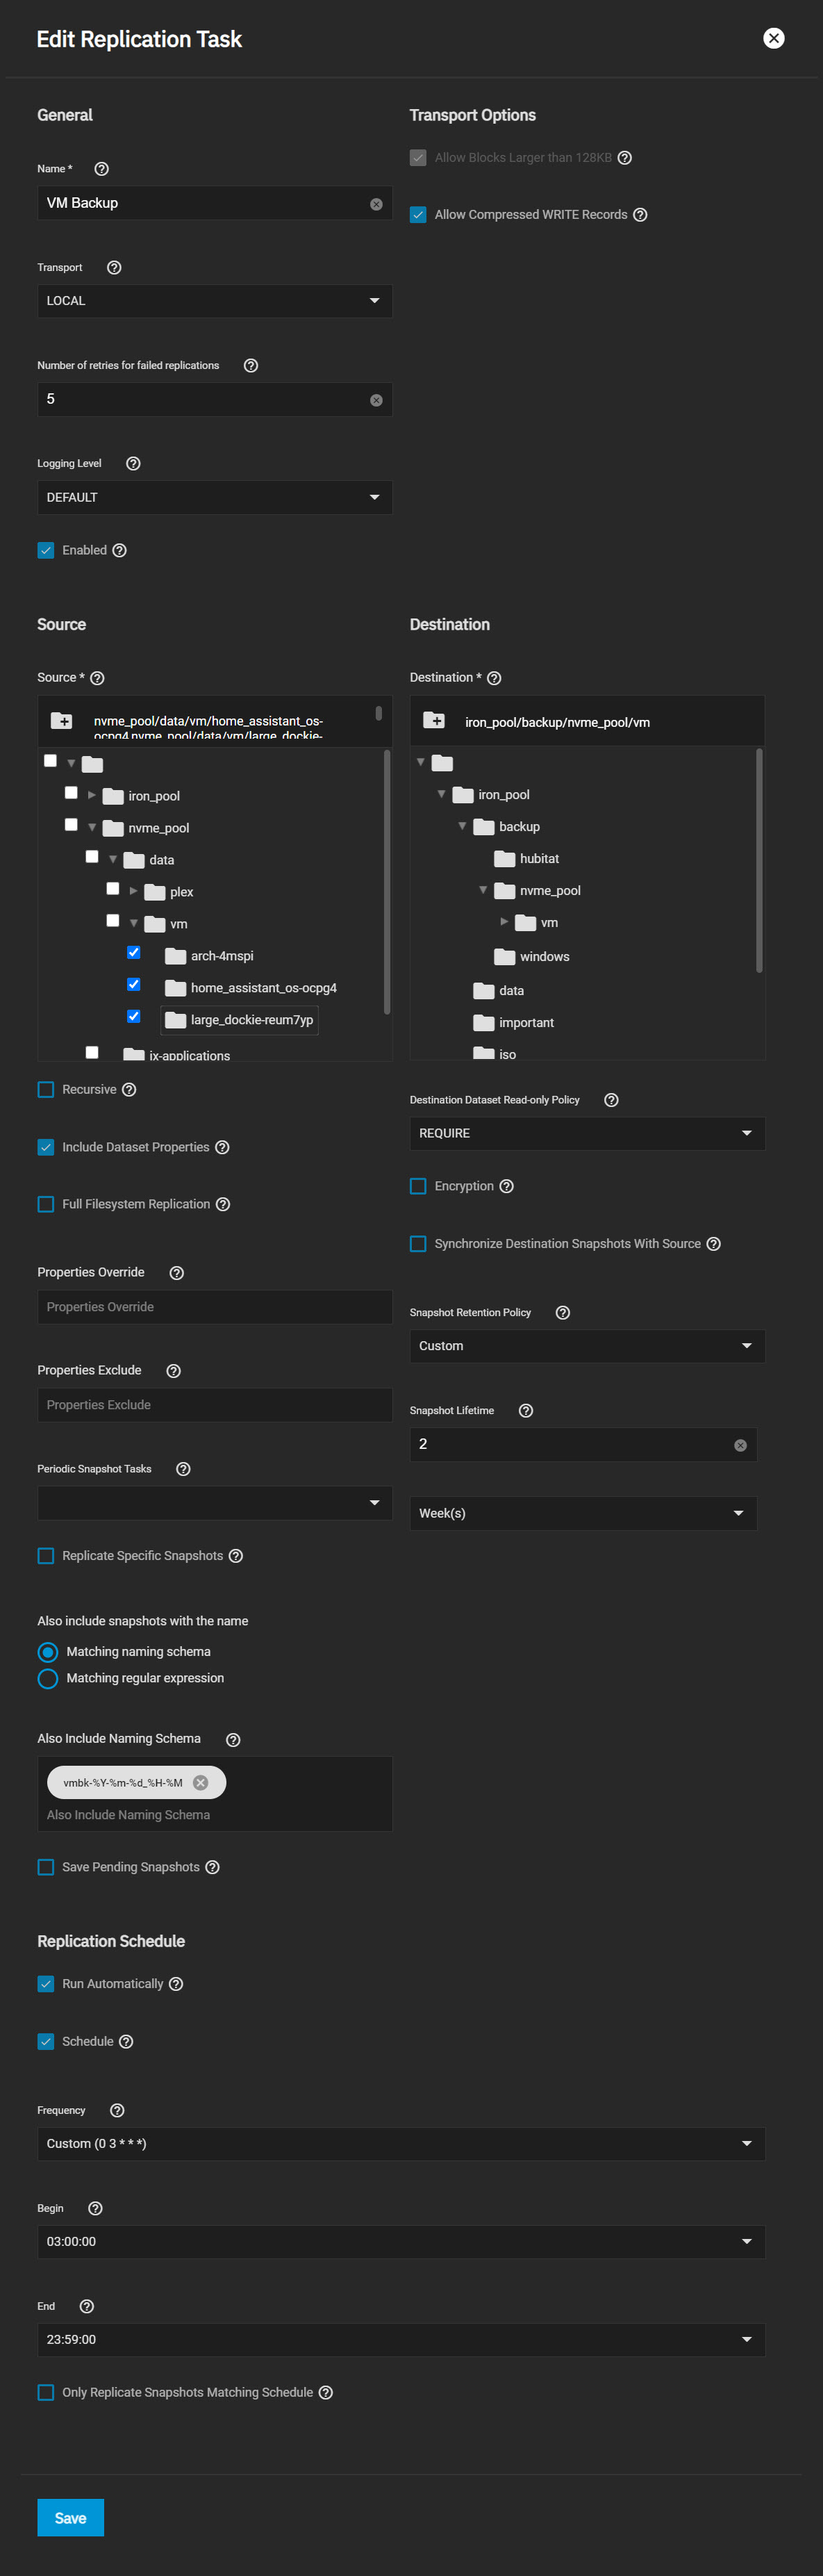 Edit Replication Task
General
Name *
VM Backup
Transport
LOCAL
Number of retries for failed replications
5
Logging Level
DEFAULT
Enabled
Transport Options
Allow Blocks Larger than 128KB
Allow Compressed WRITE Records
Source
Source *
nvme_pool/data/vm/home_assistant_os-
ocpg4,nvme_pool/data/vm/large_dockie-
iron_pool
nvme_pool
data
plex
vm
arch-4mspi
home_assistant_os-ocpg4
large_dockie-reum7yp
ix-applications
Recursive
Include Dataset Properties
Full Filesystem Replication
Properties Override
Properties Override
Properties Exclude
Properties Exclude
Periodic Snapshot Tasks
Replicate Specific Snapshots
Also include snapshots with the name
Matching naming schema
Matching regular expression
Also Include Naming Schema
vmbk-%Y-%m-%d_%H-%M
Also Include Naming Schema
Save Pending Snapshots
Destination
Destination *
iron_pool/backup/nvme_pool/vm
iron_pool
backup
hubitat
nvme_pool
vm
windows
data
important
iso
Destination Dataset Read-only Policy
REQUIRE
Encryption
Synchronize Destination Snapshots With Source
Snapshot Retention Policy
Custom
Snapshot Lifetime
2
Week(s)
Replication Schedule
Run Automatically
Schedule
Frequency
Custom (0 3 * * *)
Begin
03:00:00
End
23:59:00
Only Replicate Snapshots Matching Schedule
Save